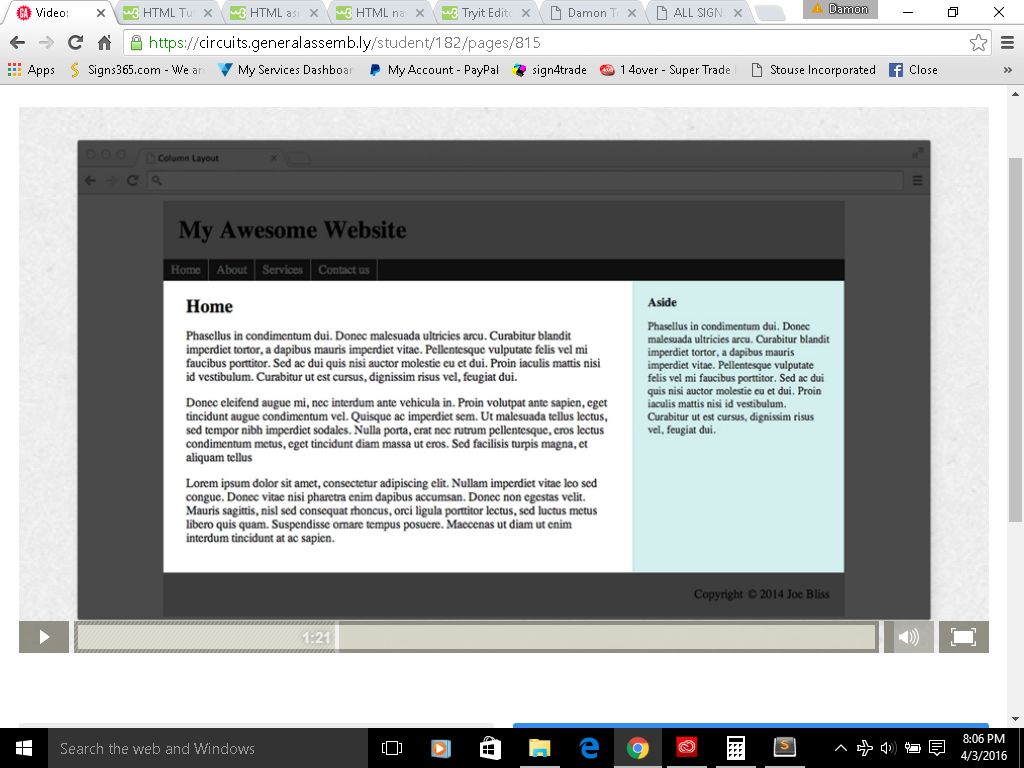 Video:
HTML Tu
HTML asi
HTML na
Tryit Edito
Damon T
ALL SIGN
Damon
https://circuits.generalassemb.ly/student/182/pages/815
Apps
Signs365.com - We ar
My Services Dashboar
My Account - PayPal
sign4trade
1 4over - Super Trade
Stouse Incorporated
Close
»
Column Layout
My Awesome Website
Home
About
Services
Contact us
Home
Phasellus in condimentum dui. Donec malesuada ultricies arcu. Curabitur blandit
imperdiet tortor, a dapibus mauris imperdiet vitae. Pellentesque vulputate felis vel mi
faucibus porttitor. Sed ac dui quis nisi auctor molestie eu et dui. Proin iaculis mattis nisi
id vestibulum. Curabitur ut est cursus, dignissim risus vel, feugiat dui.
Donec eleifend augue mi, nec interdum ante vehicula in. Proin volutpat ante sapien, eget
tincidunt augue condimentum vel. Quisque ac imperdiet sem. Ut malesuada tellus lectus,
sed tempor nibh imperdiet sodales. Nulla porta, erat nec rutrum pellentesque, eros lectus
condimentum metus, eget tincidunt diam massa ut eros. Sed facilisis turpis magna, et
aliquam tellus
Lorem ipsum dolor sit amet, consectetur adipiscing elit. Nullam imperdiet vitae leo sed
congue. Donec vitae nisi pharetra enim dapibus accumsan. Donec non egestas velit.
Mauris sagittis, nisl sed consequat rhoncus, orci ligula porttitor lectus, sed luctus metus
libero quis quam. Suspendisse ornare tempus posuere. Maecenas ut diam ut enim
interdum tincidunt at ac sapien.
Aside
Phasellus in condimentum dui. Donec
malesuada ultricies arcu. Curabitur blandit
imperdiet tortor, a dapibus mauris
imperdiet vitae. Pellentesque vulputate
felis vel mi faucibus porttitor. Sed ac dui
quis nisi auctor molestie eu et dui. Proin
iaculis mattis nisi id vestibulum.
Curabitur ut est cursus, dignissim risus
vel, feugiat dui.
Copyright © 2014 Joe Bliss
1:21
Search the web and Windows
8:06 PM
4/3/2016